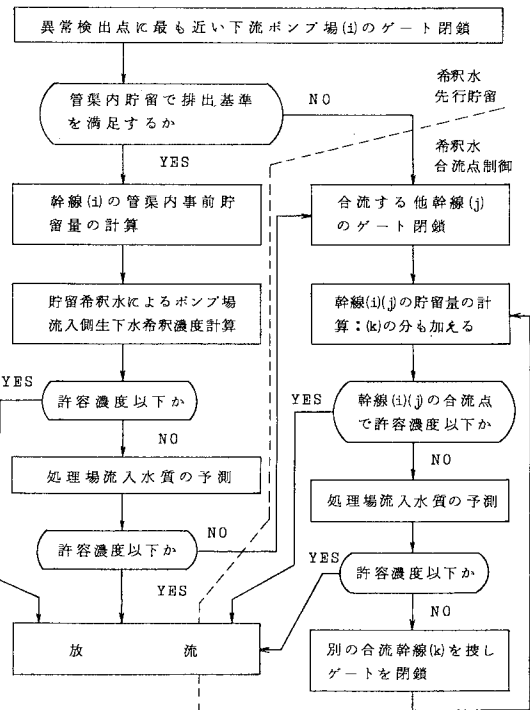 異常検出点に最も近い下流ポンプ場(i)のゲート閉鎖
希釈水
先行貯留
管渠内貯留で排出基準
を満足するか
NO
YES
希釈水
合流点制御
幹線(i)の管渠内事前貯
留量の計算
合流する他幹線(j)
のゲート閉鎖
貯留希釈水によるポンプ場
流入側生下水希釈濃度計算
幹線(i)(j)の貯留量の計
算：(k)の分も加える
YES
許容濃度以下か
NO
YES
幹線(i)(j)の合流点
で許容濃度以下か
NO
処理場流入水質の予測
処理場流入水質の予測
許容濃度以下か
NO
YES
YES
許容濃度以下か
NO
放流
別の合流幹線(k)を捜し
ゲートを閉鎖